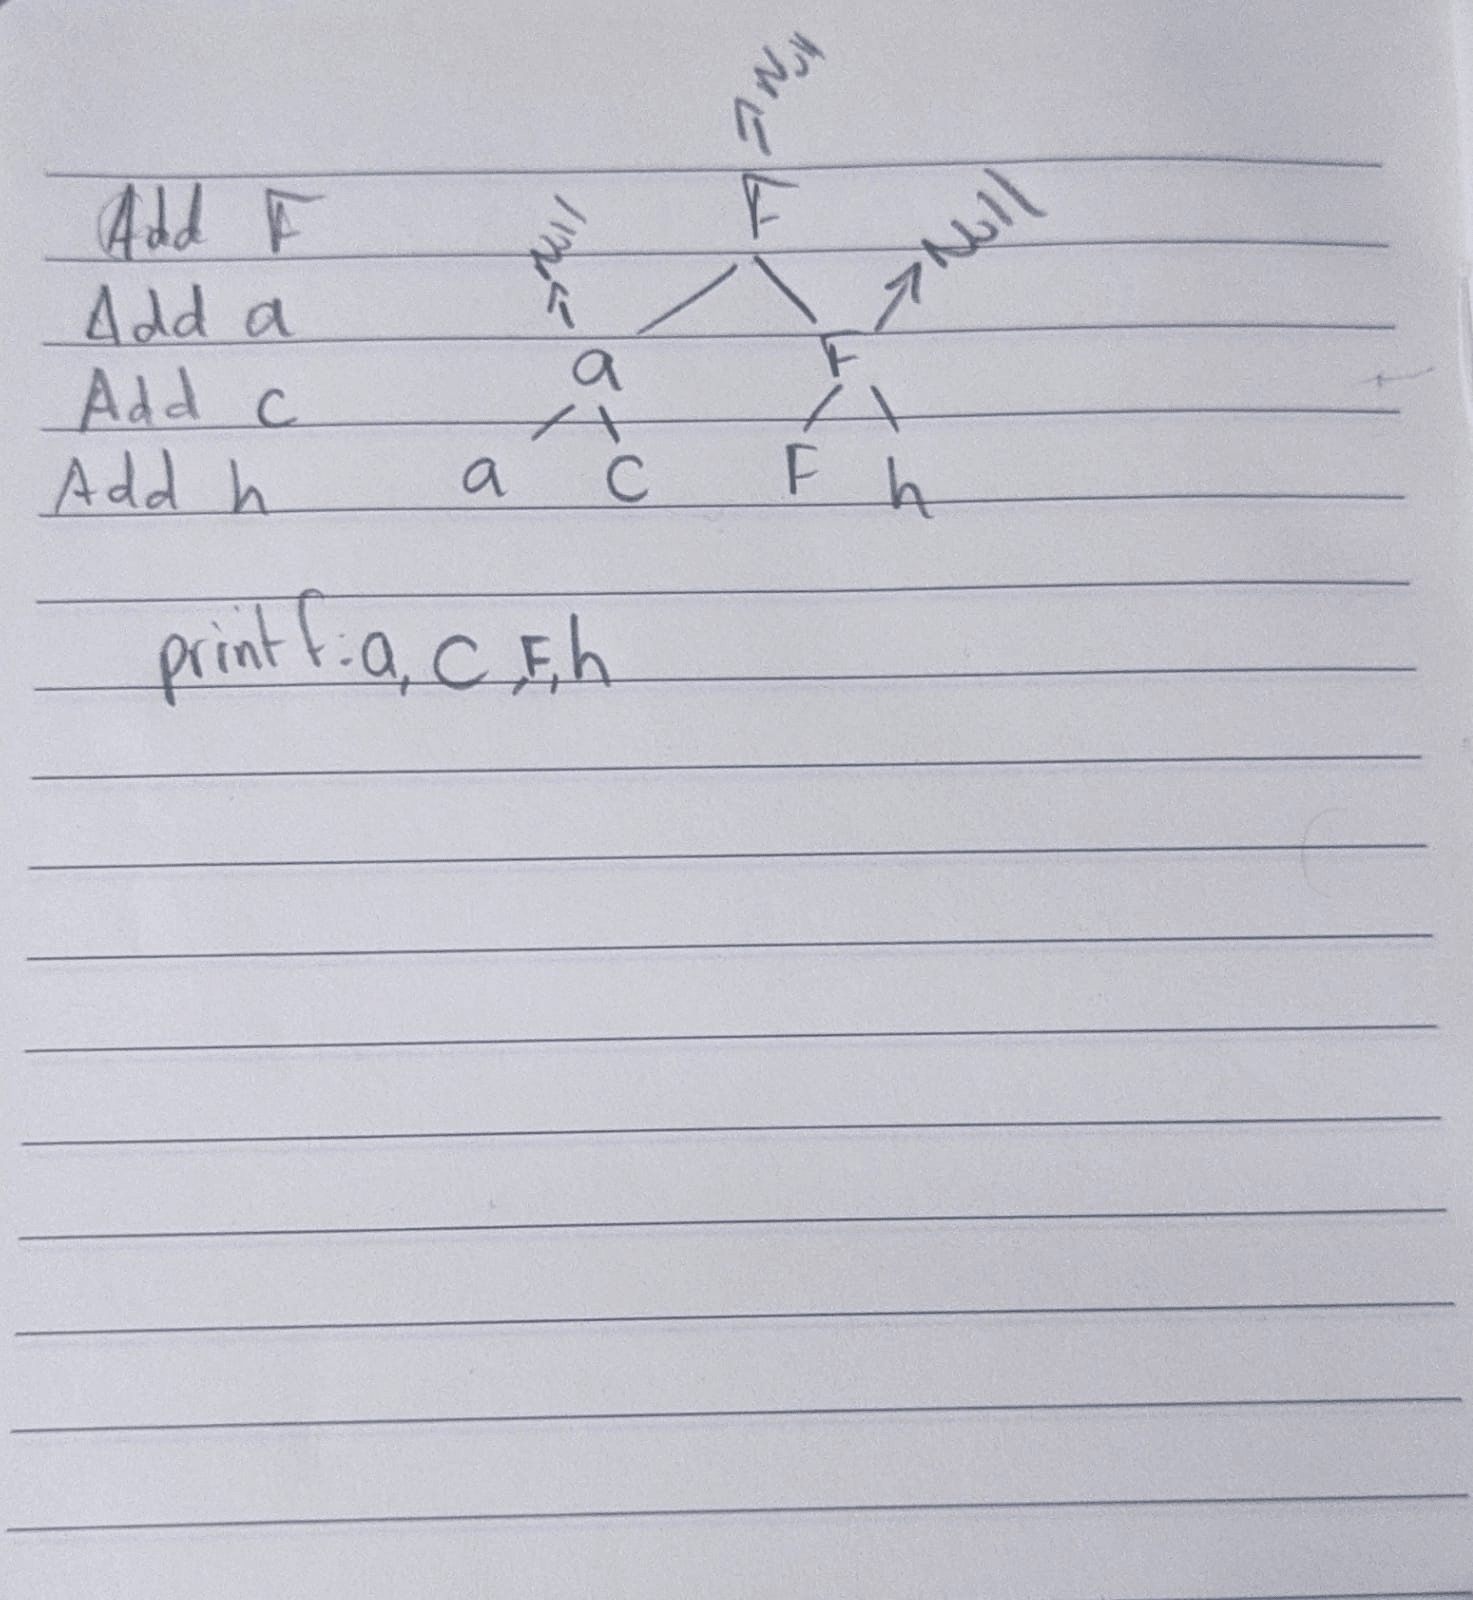 Null
Add F F
Null Null
Add a
a F
Add c
Add h a C F h
printf: a, C, F, h